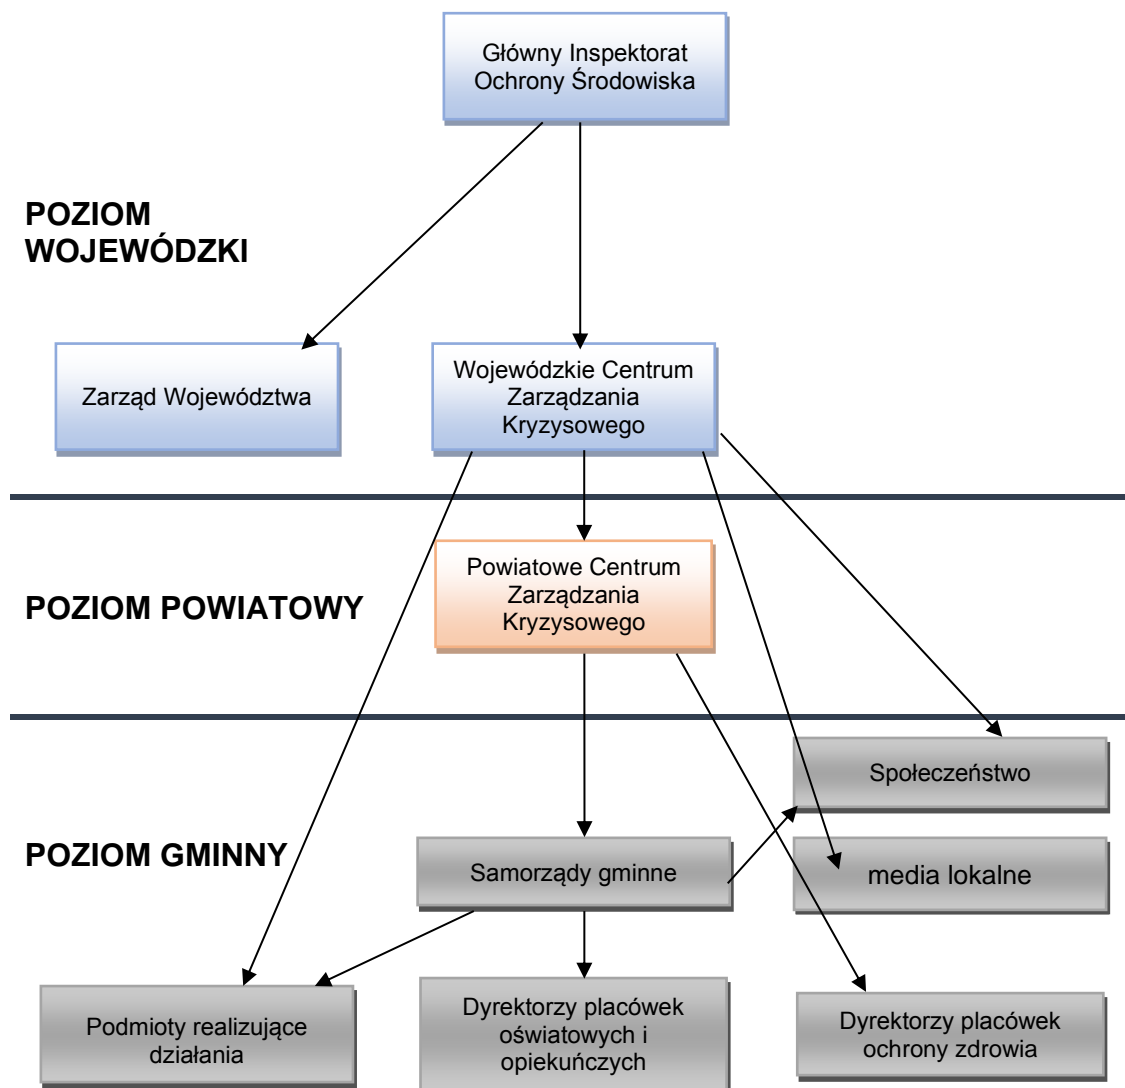 Główny Inspektorat
Ochrony Środowiska
POZIOM
WOJEWÓDZKI
Zarząd Województwa
Wojewódzkie Centrum
Zarządzania
Kryzysowego
POZIOM POWIATOWY
Powiatowe Centrum
Zarządzania
Kryzysowego
Społeczeństwo
POZIOM GMINNY
Samorządy gminne
media lokalne
Podmioty realizujące
działania
Dyrektorzy placówek
oświatowych i
opiekuńczych
Dyrektorzy placówek
ochrony zdrowia